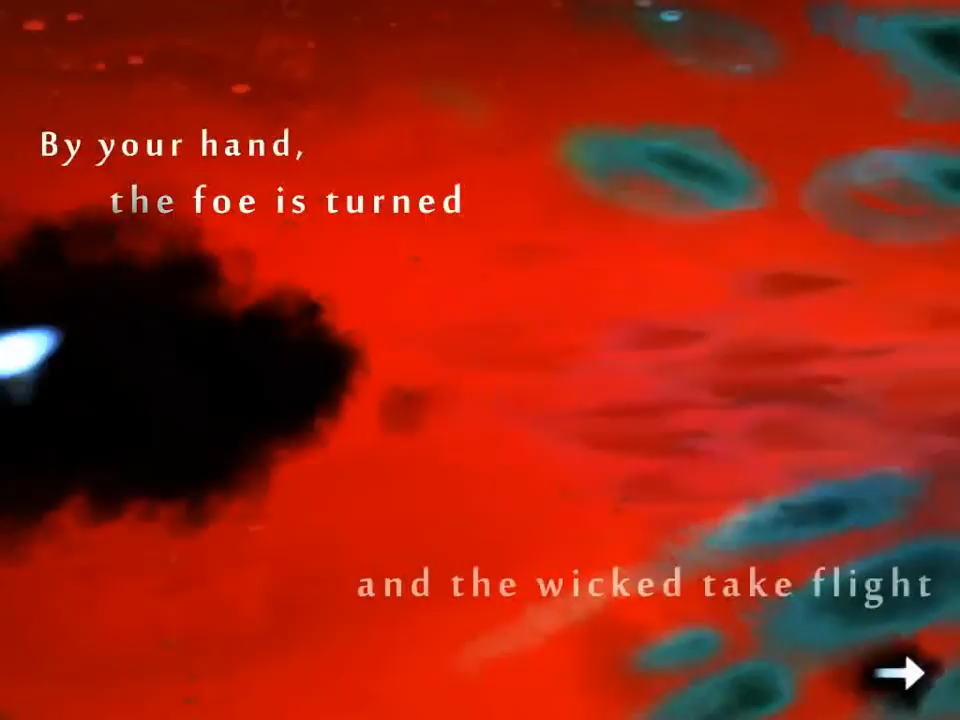 By your hand,
the foe is turned
and the wicked take flight